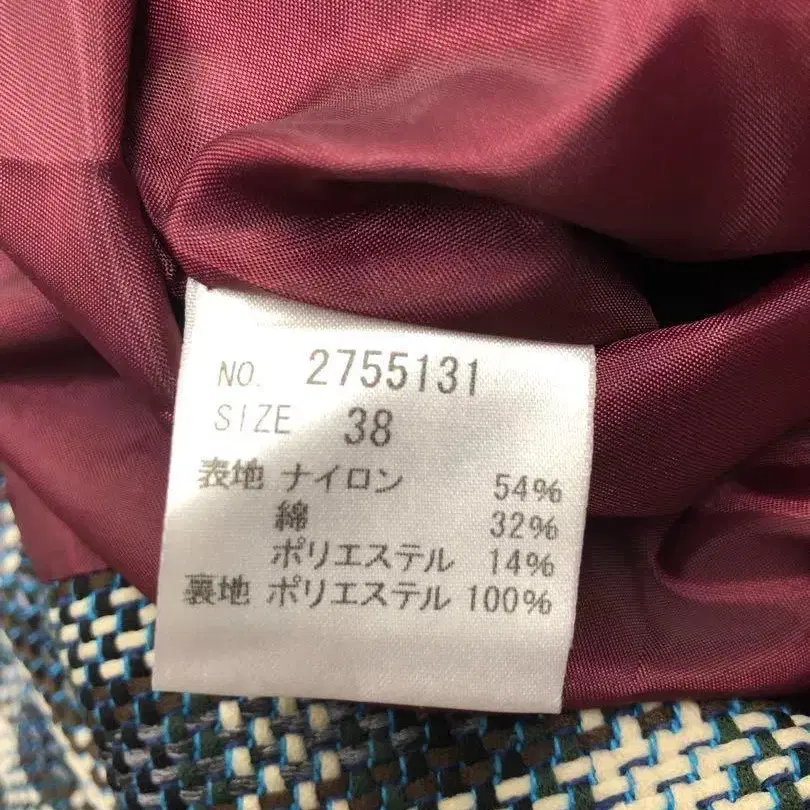 NO. 2755131
SIZE 38
表地 ナイロン 54%
綿 32%
ポリエステル 14%
裏地 ポリエステル 100%